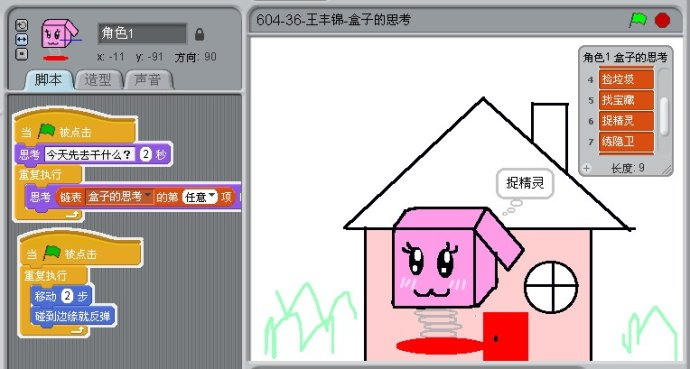 角色1
x: -11 y: -91 方向: 90
脚本 造型 声音
当 被点击
思考 今天先去干什么? 2 秒
重复执行
思考 链表 盒子的思考 的第 任意 项
当 被点击
重复执行
移动 2 步
碰到边缘就反弹
604-36-王丰锦-盒子的思考
角色1 盒子的思考
4 捡垃圾
5 找宝藏
6 捉精灵
7 练隐卫
+ 长度: 9
捉精灵